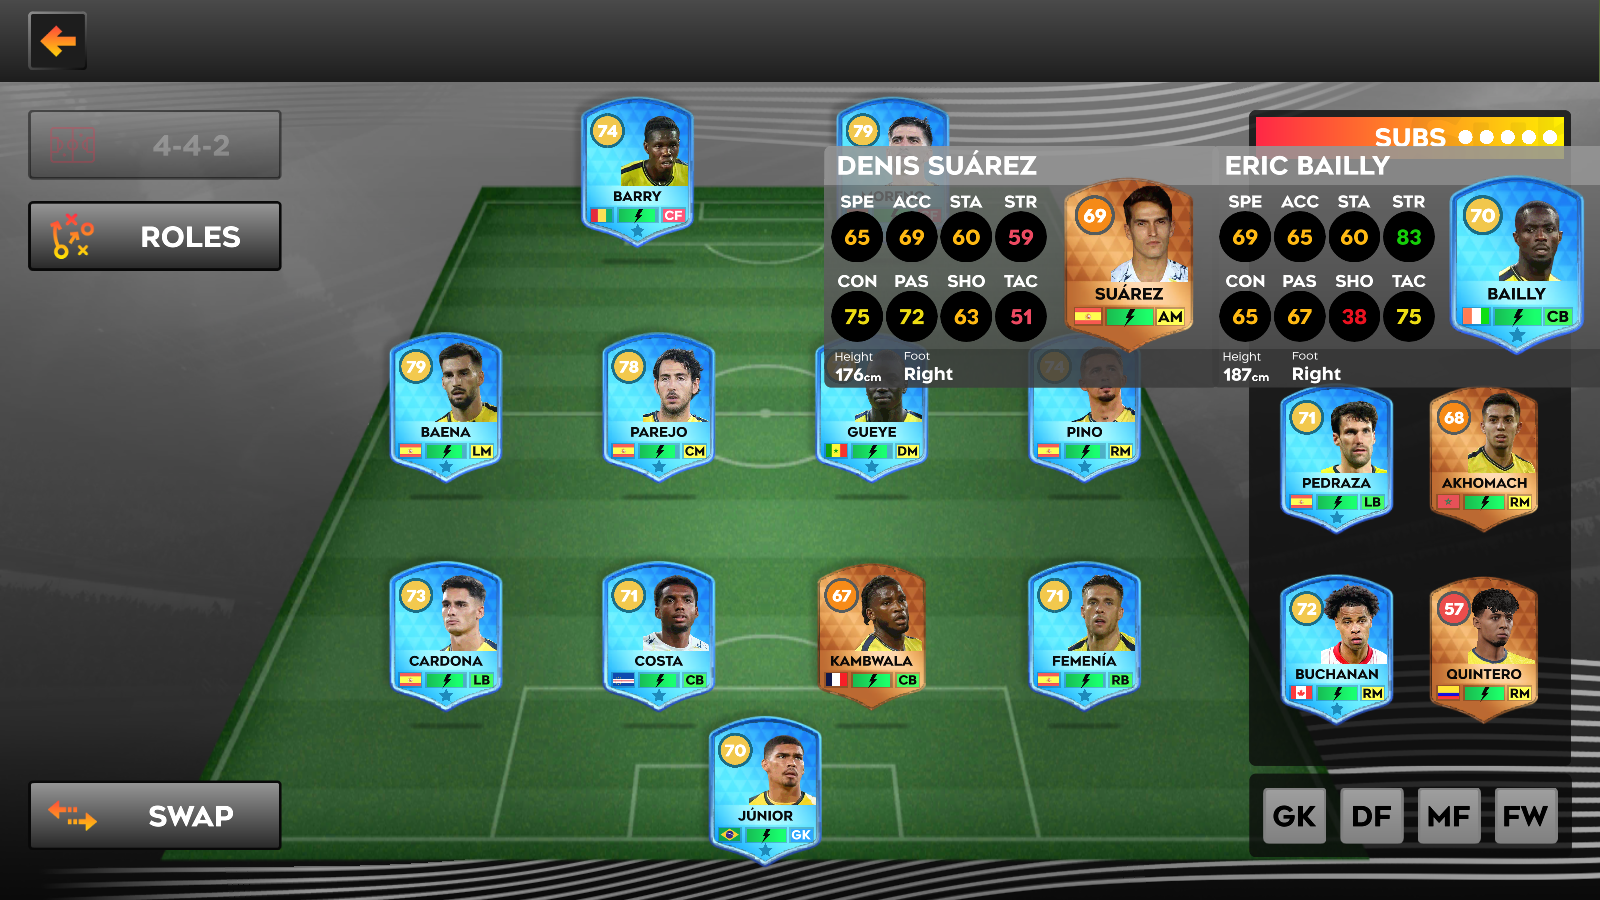 4-4-2
ROLES
SWAP
74
BARRY
CF
79
MORENO
SUBS
DENIS SUÁREZ
SPE ACC STA STR
65 69 60 59
CON PAS SHO TAC
75 72 63 51
Height Foot
176cm Right
69
SUÁREZ
AM
ERIC BAILLY
SPE ACC STA STR
69 65 60 83
CON PAS SHO TAC
65 67 38 75
Height Foot
187cm Right
70
BAILLY
CB
79
BAENA
LM
78
PAREJO
CM
GUEYE
DM
74
PINO
RM
71
PEDRAZA
LB
68
AKHOMACH
RM
73
CARDONA
LB
71
COSTA
CB
67
KAMBWALA
CB
71
FEMENÍA
RB
72
BUCHANAN
RM
57
QUINTERO
RM
70
JÚNIOR
GK
GK DF MF FW